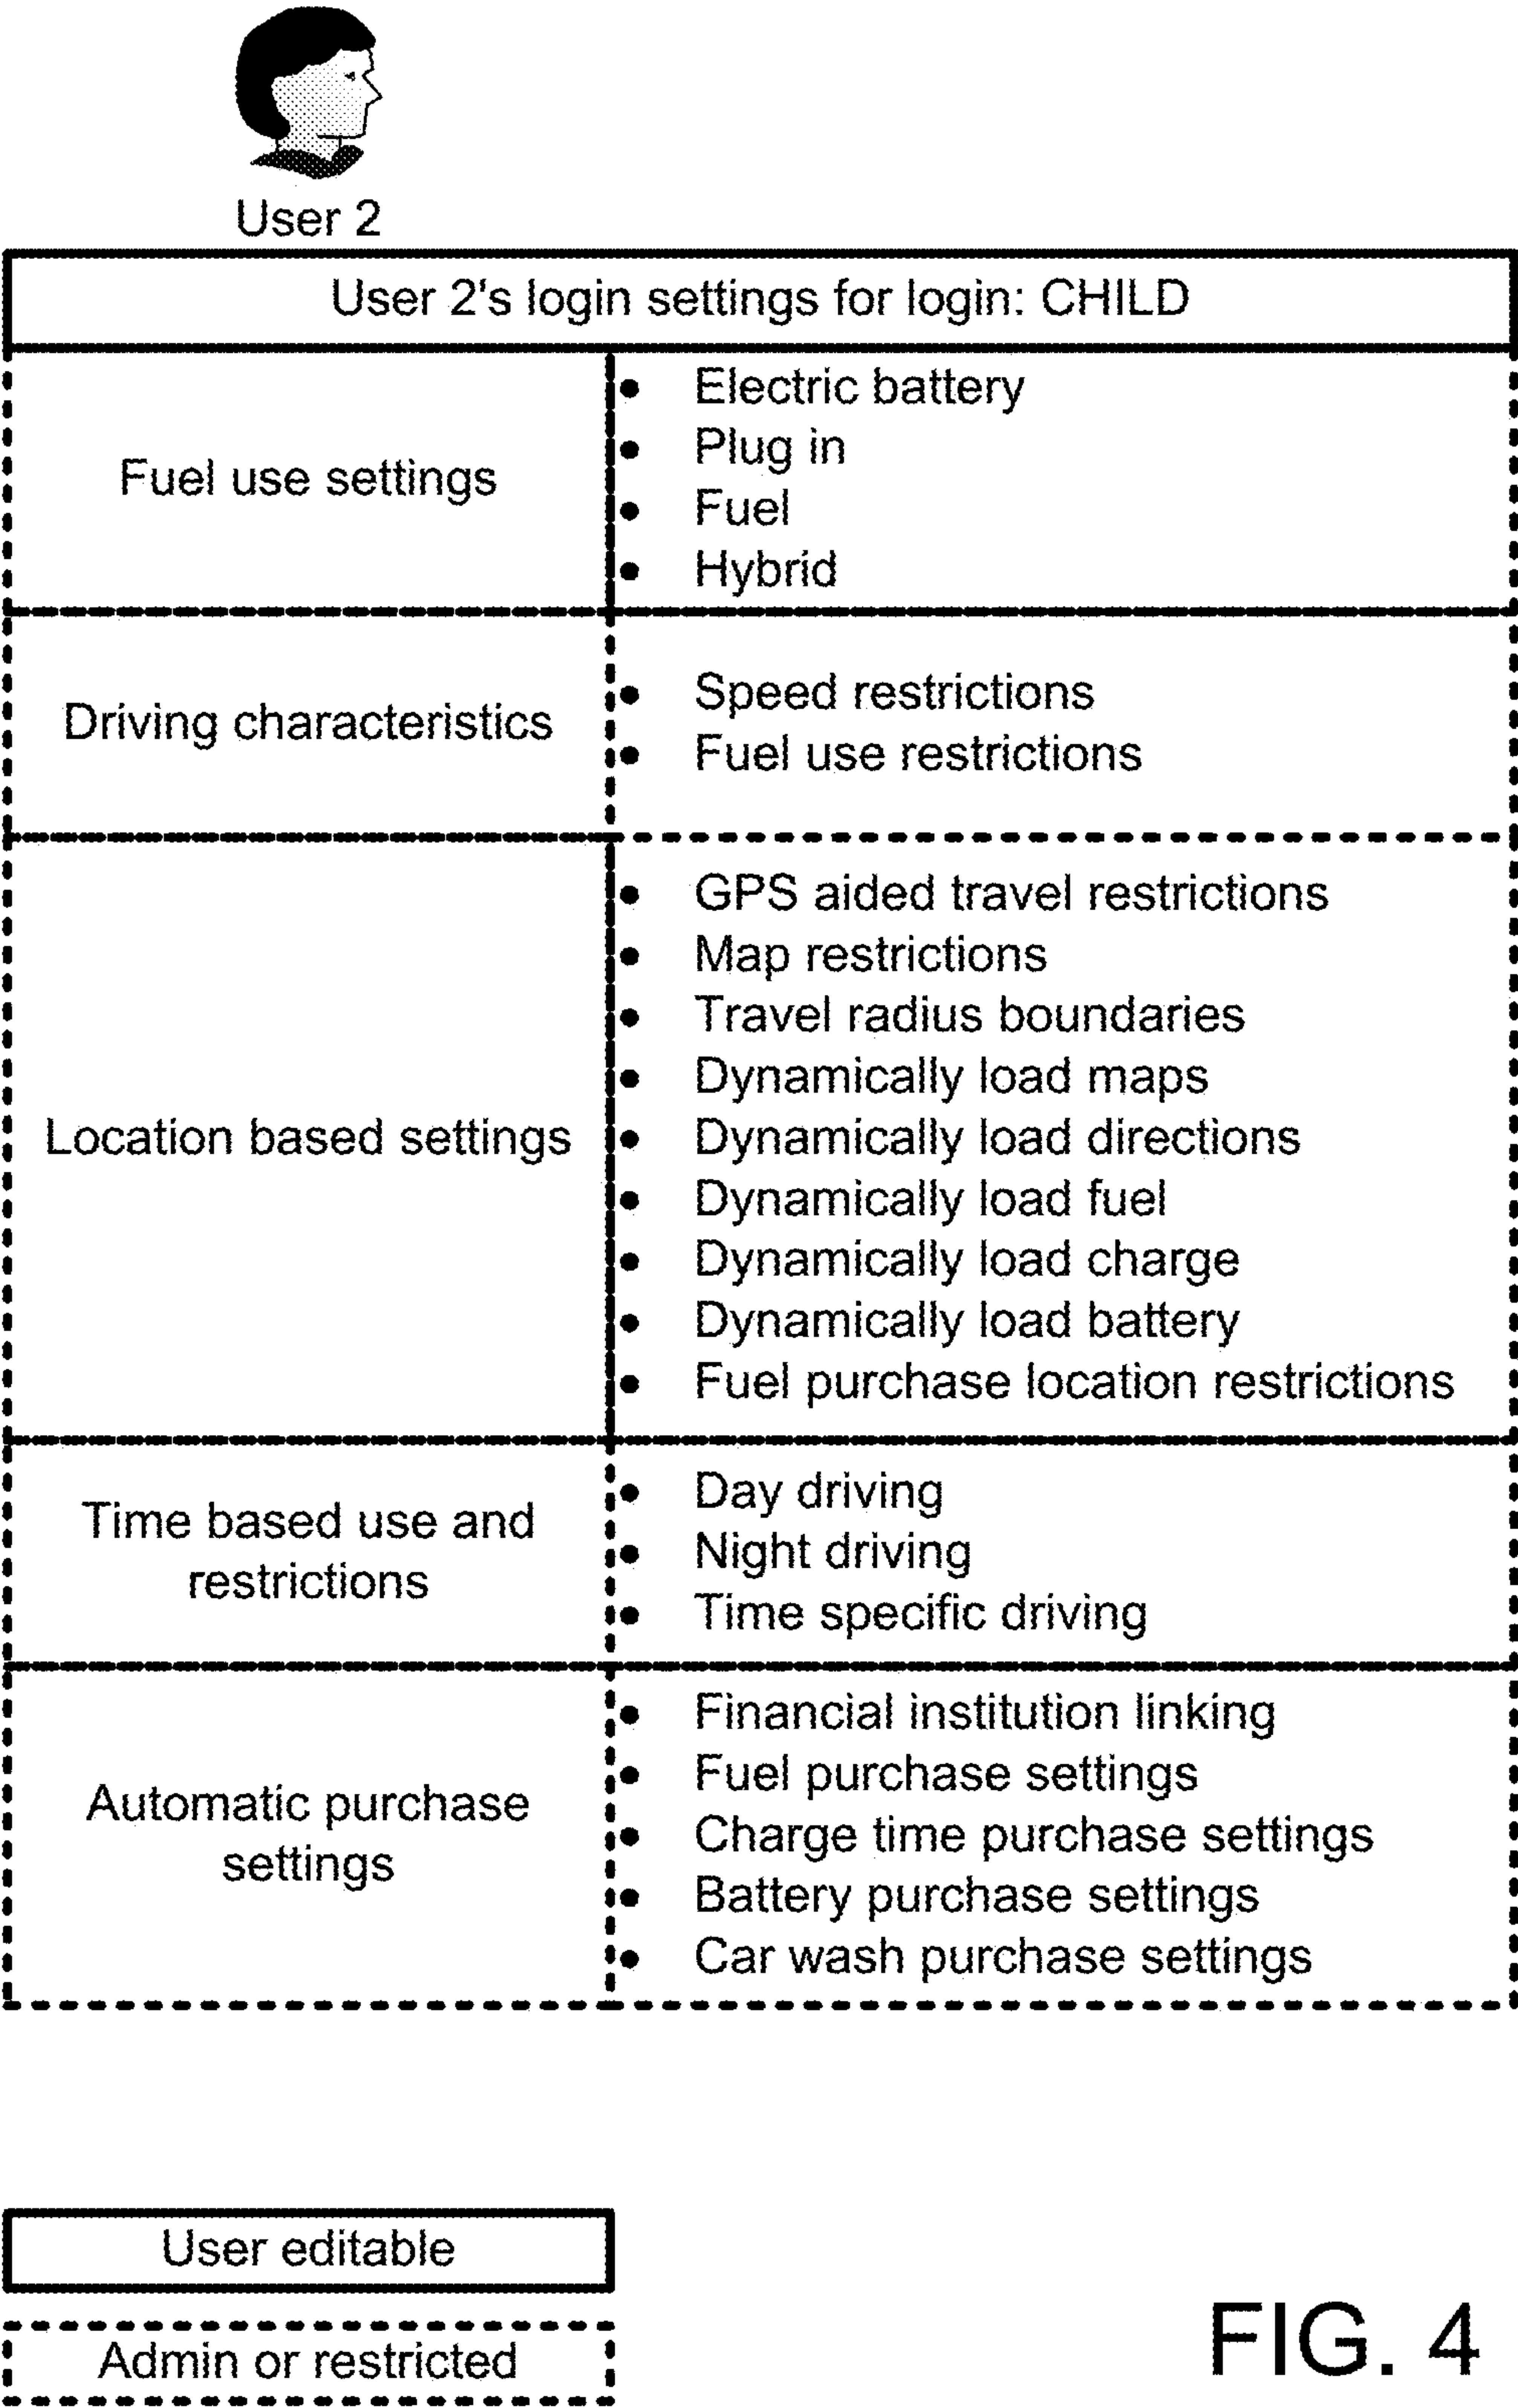 User 2
User 2's login settings for login: CHILD
Fuel use settings
• Electric battery
• Plug in
• Fuel
• Hybrid
Driving characteristics
• Speed restrictions
• Fuel use restrictions
Location based settings
• GPS aided travel restrictions
• Map restrictions
• Travel radius boundaries
• Dynamically load maps
• Dynamically load directions
• Dynamically load fuel
• Dynamically load charge
• Dynamically load battery
• Fuel purchase location restrictions
Time based use and
restrictions
• Day driving
• Night driving
• Time specific driving
Automatic purchase
settings
• Financial institution linking
• Fuel purchase settings
• Charge time purchase settings
• Battery purchase settings
• Car wash purchase settings
User editable
Admin or restricted
FIG. 4